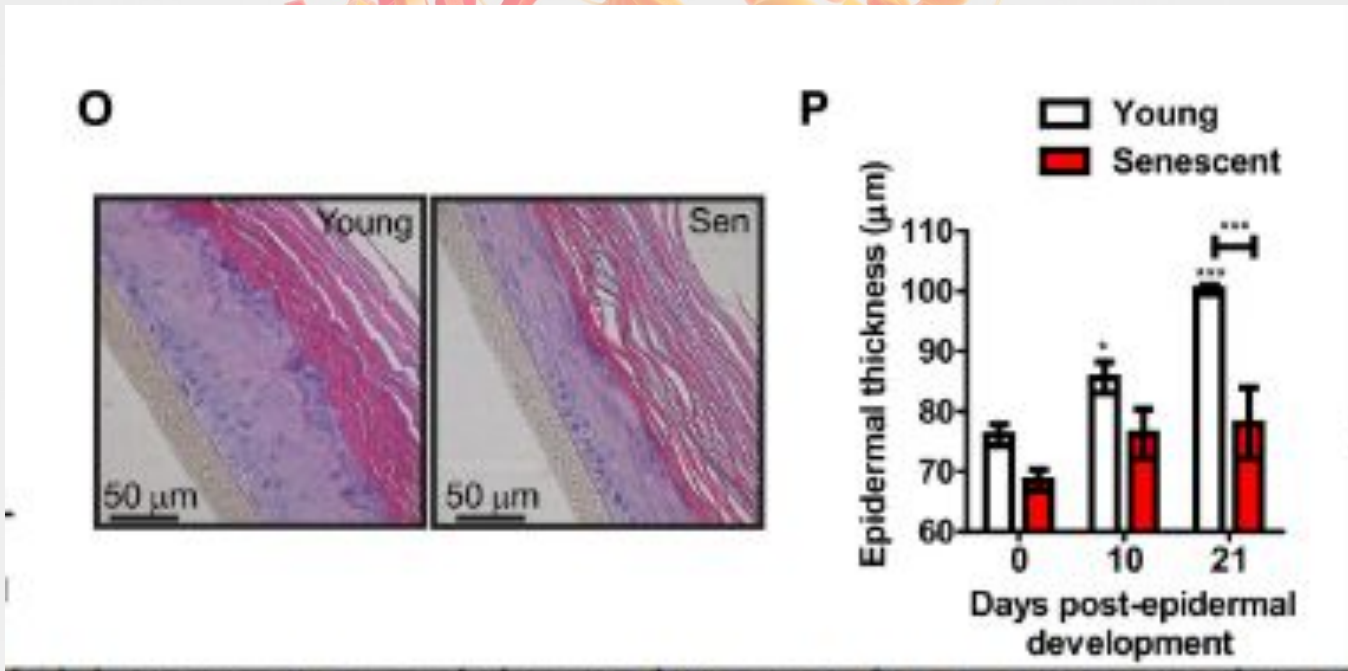 O
Young
50 μm
Sen
50 μm
P
Young
Senescent
Epidermal thickness (μm)
110
100
90
80
70
60
***
***
*
0
10
21
Days post-epidermal
development